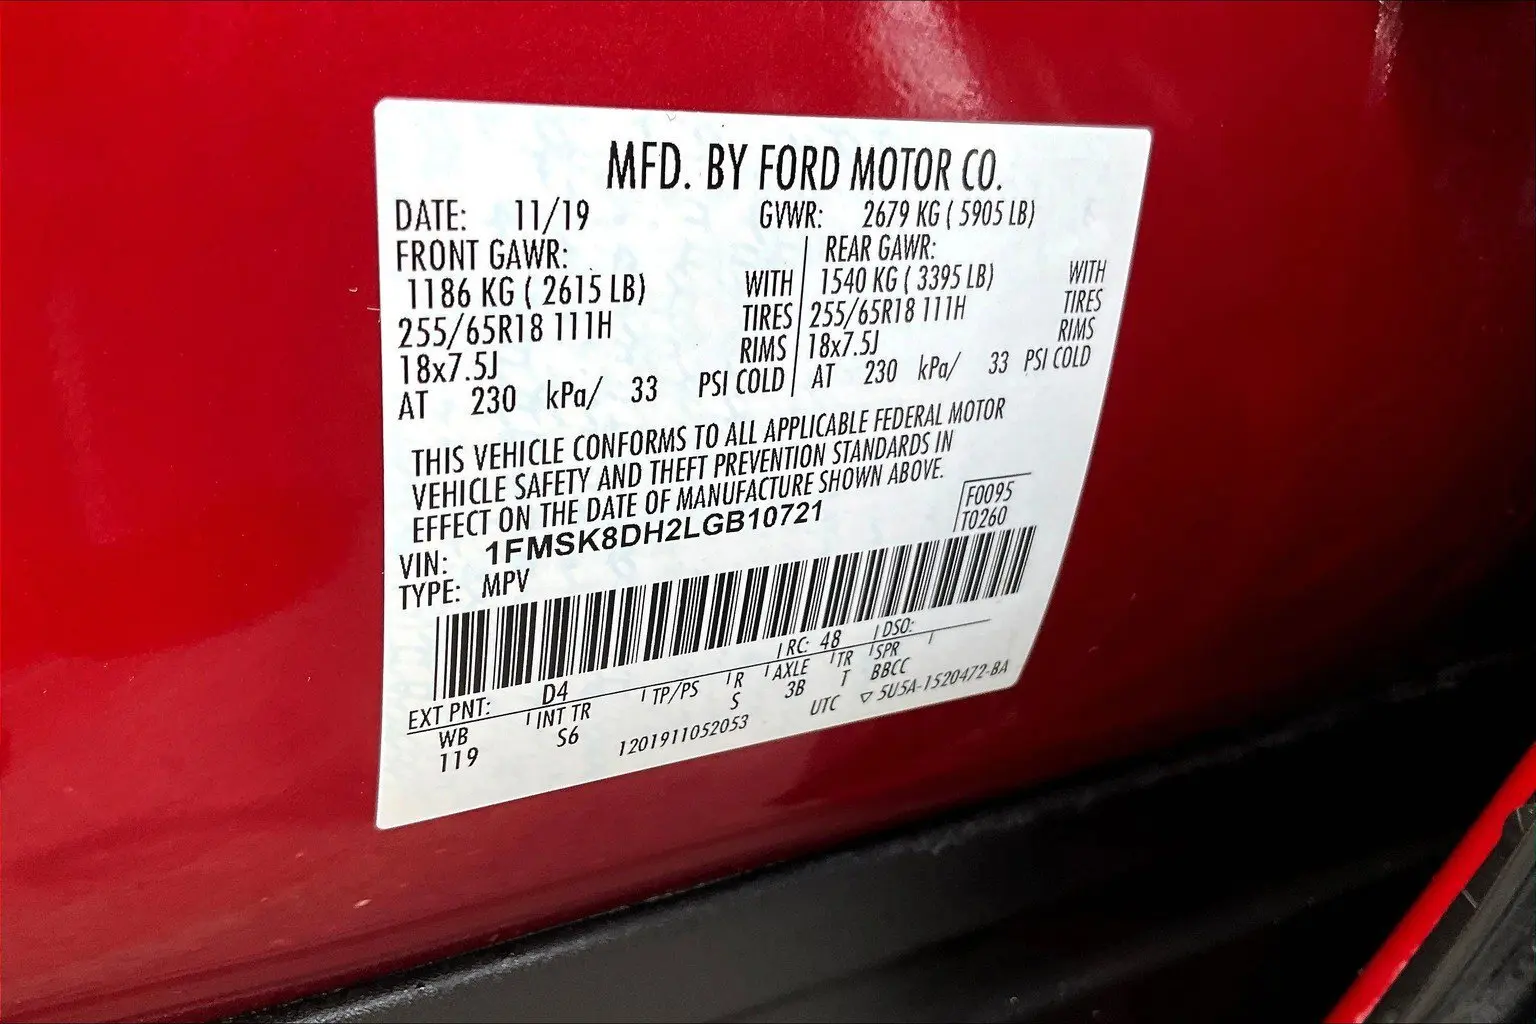 MFD. BY FORD MOTOR CO.
DATE: 11/19 GVWR: 2679 KG ( 5905 LB)
FRONT GAWR: REAR GAWR:
1186 KG ( 2615 LB) WITH 1540 KG ( 3395 LB) WITH
255/65R18 111H TIRES 255/65R18 111H TIRES
18x7.5J RIMS 18x7.5J RIMS
AT 230 kPa/ 33 PSI COLD AT 230 kPa/ 33 PSI COLD
THIS VEHICLE CONFORMS TO ALL APPLICABLE FEDERAL MOTOR
VEHICLE SAFETY AND THEFT PREVENTION STANDARDS IN
EFFECT ON THE DATE OF MANUFACTURE SHOWN ABOVE.
F0095
VIN: 1FMSK8DH2LGB10721 T0260
TYPE: MPV
EXT PNT: D4 RC: 48 DSO:
WB INT TR TP/PS R AXLE TR SPR
119 S6 S 3B T BBCC
1201911052053 UTC ▽ 5U5A-1520472-BA